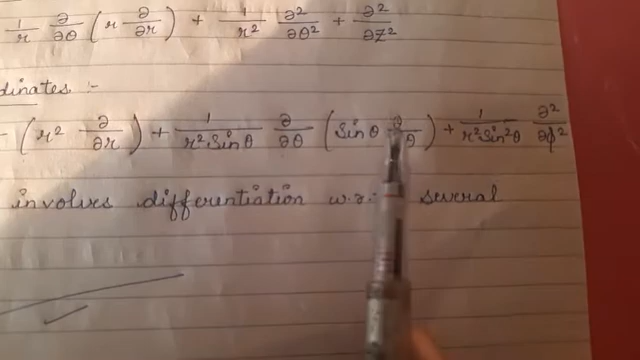 1/r ∂/∂θ (r ∂/∂r) + 1/r² ∂²/∂θ² + ∂²/∂z²
dinates :-
(r² ∂/∂r) + 1/r² Sinθ ∂/∂θ (Sinθ ∂/∂θ) + 1/r² Sin²θ ∂²/∂ϕ²
involves differentiation w.r. several